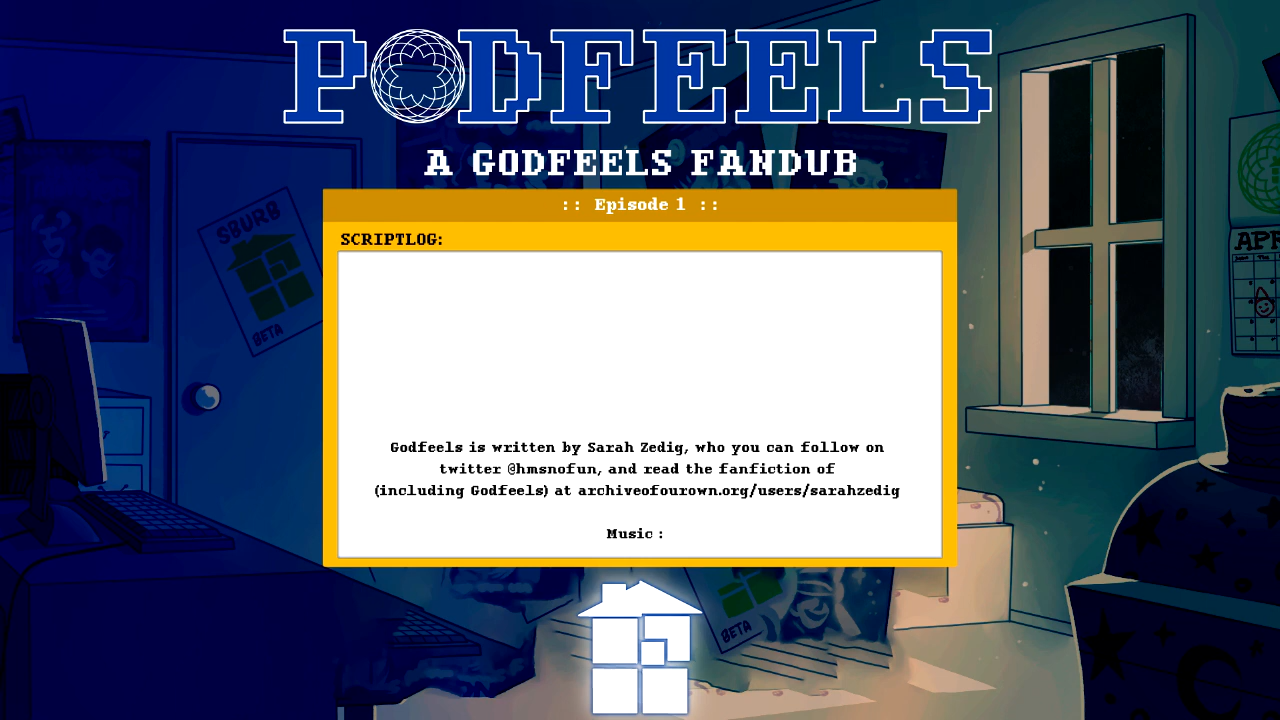 PODFEELS
A GODFEELS FANDUB
:: Episode 1 ::
SCRIPTLOG:
Godfeels is written by Sarah Zedig, who you can follow on
twitter @hmsnofun, and read the fanfiction of
(including Godfeels) at archiveofourown.org/users/sarahzedig
Music :
SBURB
BETA
APR
BETA